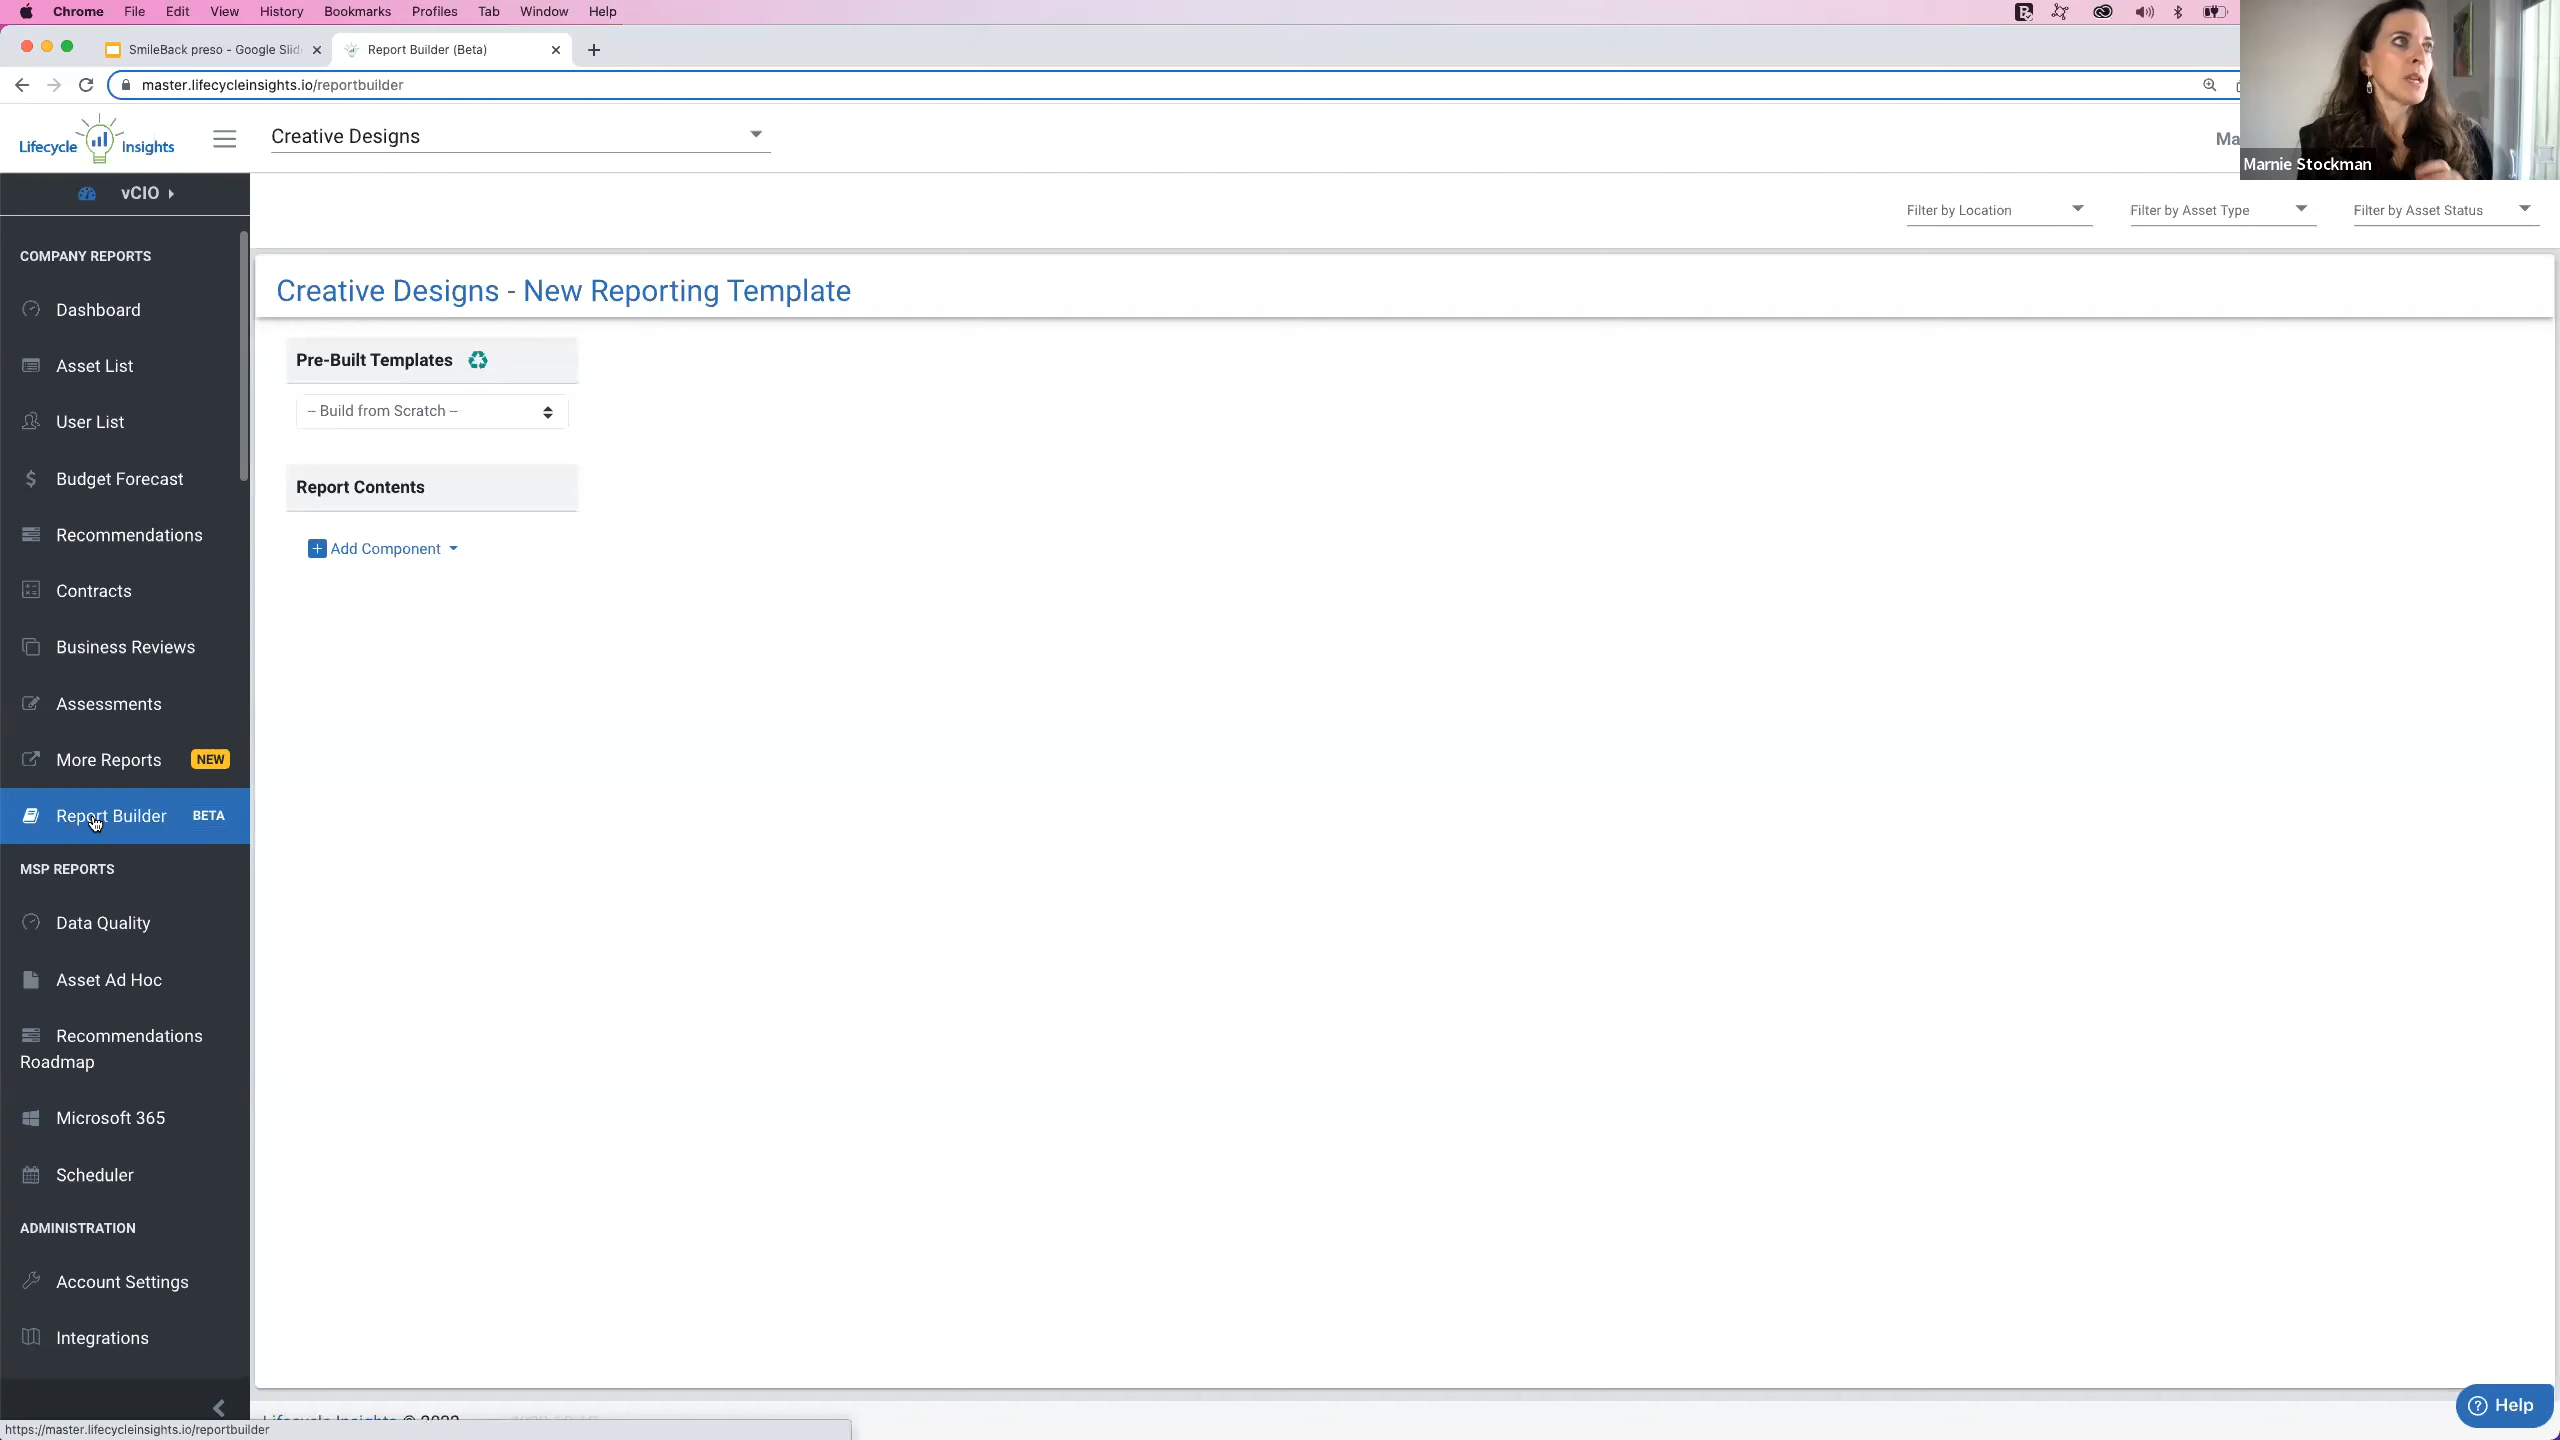 Chrome File Edit View History Bookmarks Profiles Tab Window Help
SmileBack preso - Google Slid
Report Builder (Beta)
master.lifecycleinsights.io/reportbuilder
Lifecycle Insights
Creative Designs
Ma
Marnie Stockman
vCIO
Filter by Location
Filter by Asset Type
Filter by Asset Status
COMPANY REPORTS
Dashboard
Asset List
User List
Budget Forecast
Recommendations
Contracts
Business Reviews
Assessments
More Reports NEW
Report Builder BETA
MSP REPORTS
Data Quality
Asset Ad Hoc
Recommendations
Roadmap
Microsoft 365
Scheduler
ADMINISTRATION
Account Settings
Integrations
Creative Designs - New Reporting Template
Pre-Built Templates
-- Build from Scratch --
Report Contents
+ Add Component
Lifecycle Insights © 2022
Help
https://master.lifecycleinsights.io/reportbuilder